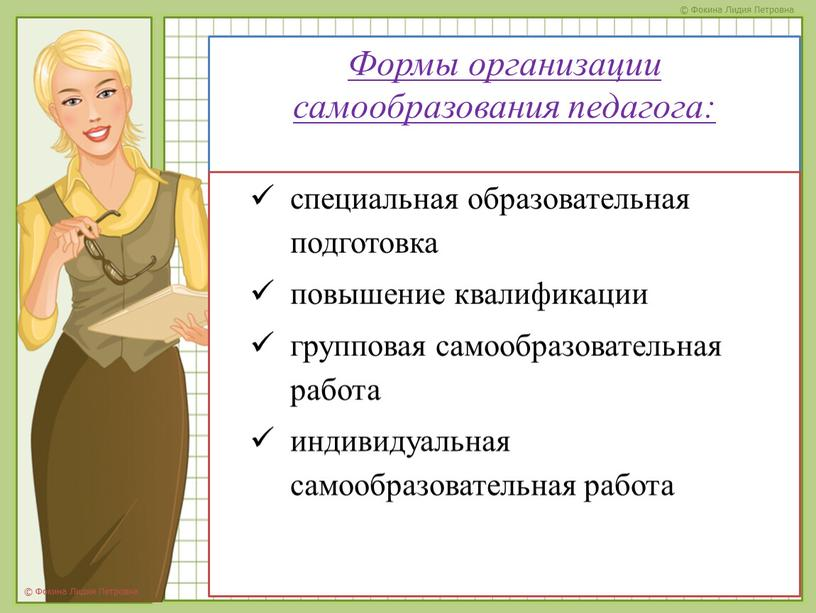 © Фокина Лидия Петровна
Формы организации
самообразования педагога:
✓ специальная образовательная
подготовка
✓ повышение квалификации
✓ групповая самообразовательная
работа
✓ индивидуальная
самообразовательная работа
© Фокина Лидия Петровна